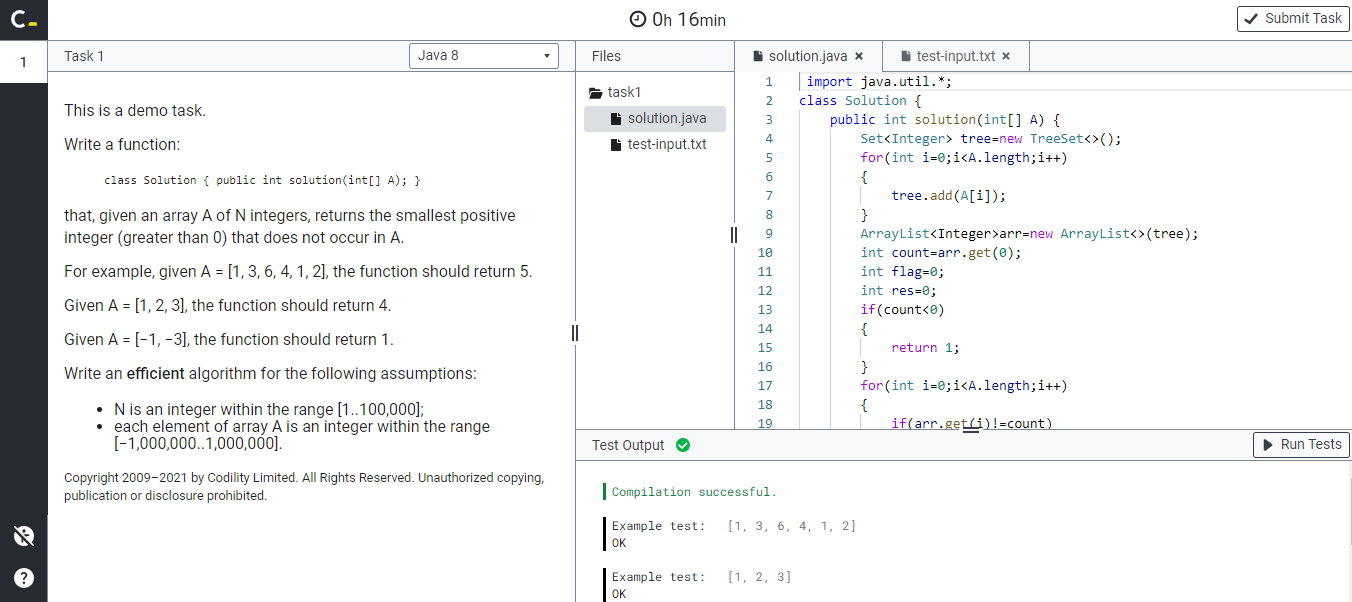 C_
0h 16min
Submit Task
1
Task 1
Java 8
Files
solution.java ×
test-input.txt ×
This is a demo task.
Write a function:
class Solution { public int solution(int[] A); }
that, given an array A of N integers, returns the smallest positive
integer (greater than 0) that does not occur in A.
For example, given A = [1, 3, 6, 4, 1, 2], the function should return 5.
Given A = [1, 2, 3], the function should return 4.
Given A = [−1, −3], the function should return 1.
Write an efficient algorithm for the following assumptions:
• N is an integer within the range [1..100,000];
• each element of array A is an integer within the range
[−1,000,000..1,000,000].
Copyright 2009–2021 by Codility Limited. All Rights Reserved. Unauthorized copying,
publication or disclosure prohibited.
?
task1
solution.java
test-input.txt
1 import java.util.*;
2 class Solution {
3 public int solution(int[] A) {
4 Set<Integer> tree=new TreeSet<>();
5 for(int i=0;i<A.length;i++)
6 {
7 tree.add(A[i]);
8 }
9 ArrayList<Integer>arr=new ArrayList<>(tree);
10 int count=arr.get(0);
11 int flag=0;
12 int res=0;
13 if(count<0)
14 {
15 return 1;
16 }
17 for(int i=0;i<A.length;i++)
18 {
19 if(arr.get(i)!=count)
Test Output
Run Tests
Compilation successful.
Example test: [1, 3, 6, 4, 1, 2]
OK
Example test: [1, 2, 3]
OK